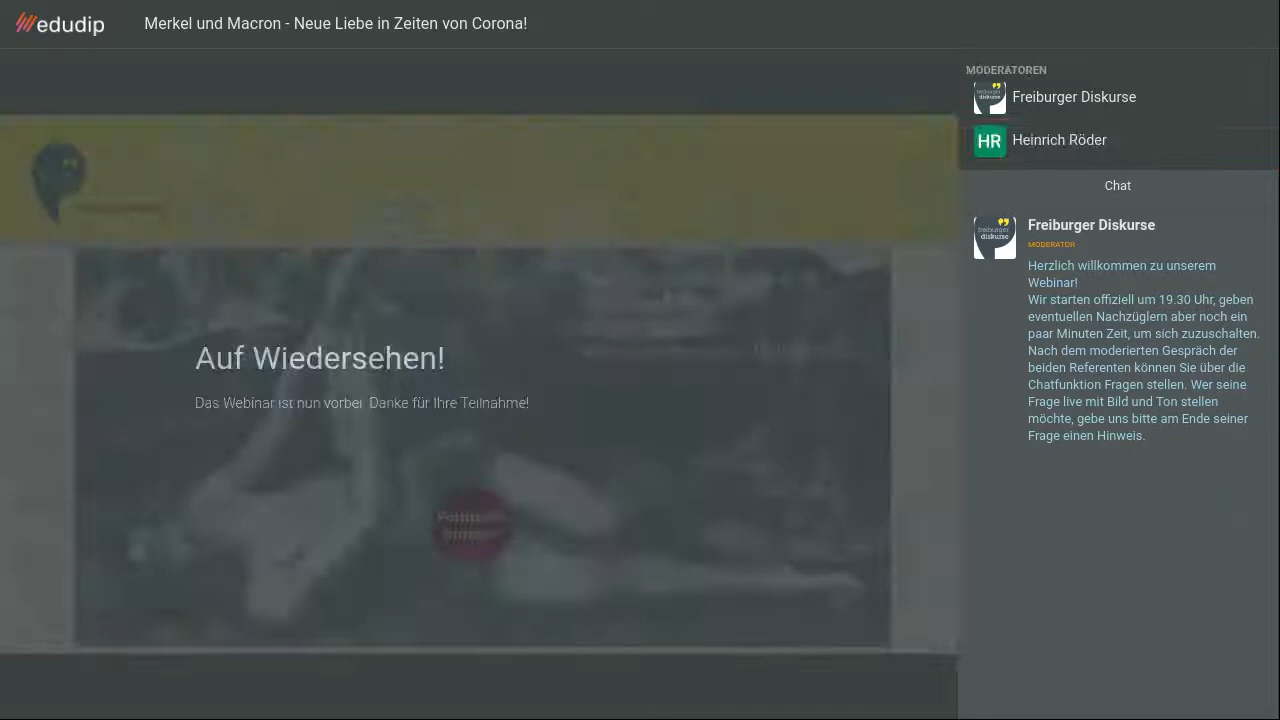 edudip
Merkel und Macron - Neue Liebe in Zeiten von Corona!
MODERATOREN
freiburger
diskurse
Freiburger Diskurse
HR
Heinrich Röder
Chat
freiburger
diskurse
Freiburger Diskurse
MODERATOR
Herzlich willkommen zu unserem
Webinar!
Wir starten offiziell um 19.30 Uhr, geben
eventuellen Nachzüglern aber noch ein
paar Minuten Zeit, um sich zuzuschalten.
Nach dem moderierten Gespräch der
beiden Referenten können Sie über die
Chatfunktion Fragen stellen. Wer seine
Frage live mit Bild und Ton stellen
möchte, gebe uns bitte am Ende seiner
Frage einen Hinweis.
Auf Wiedersehen!
Das Webinar ist nun vorbei. Danke für Ihre Teilnahme!